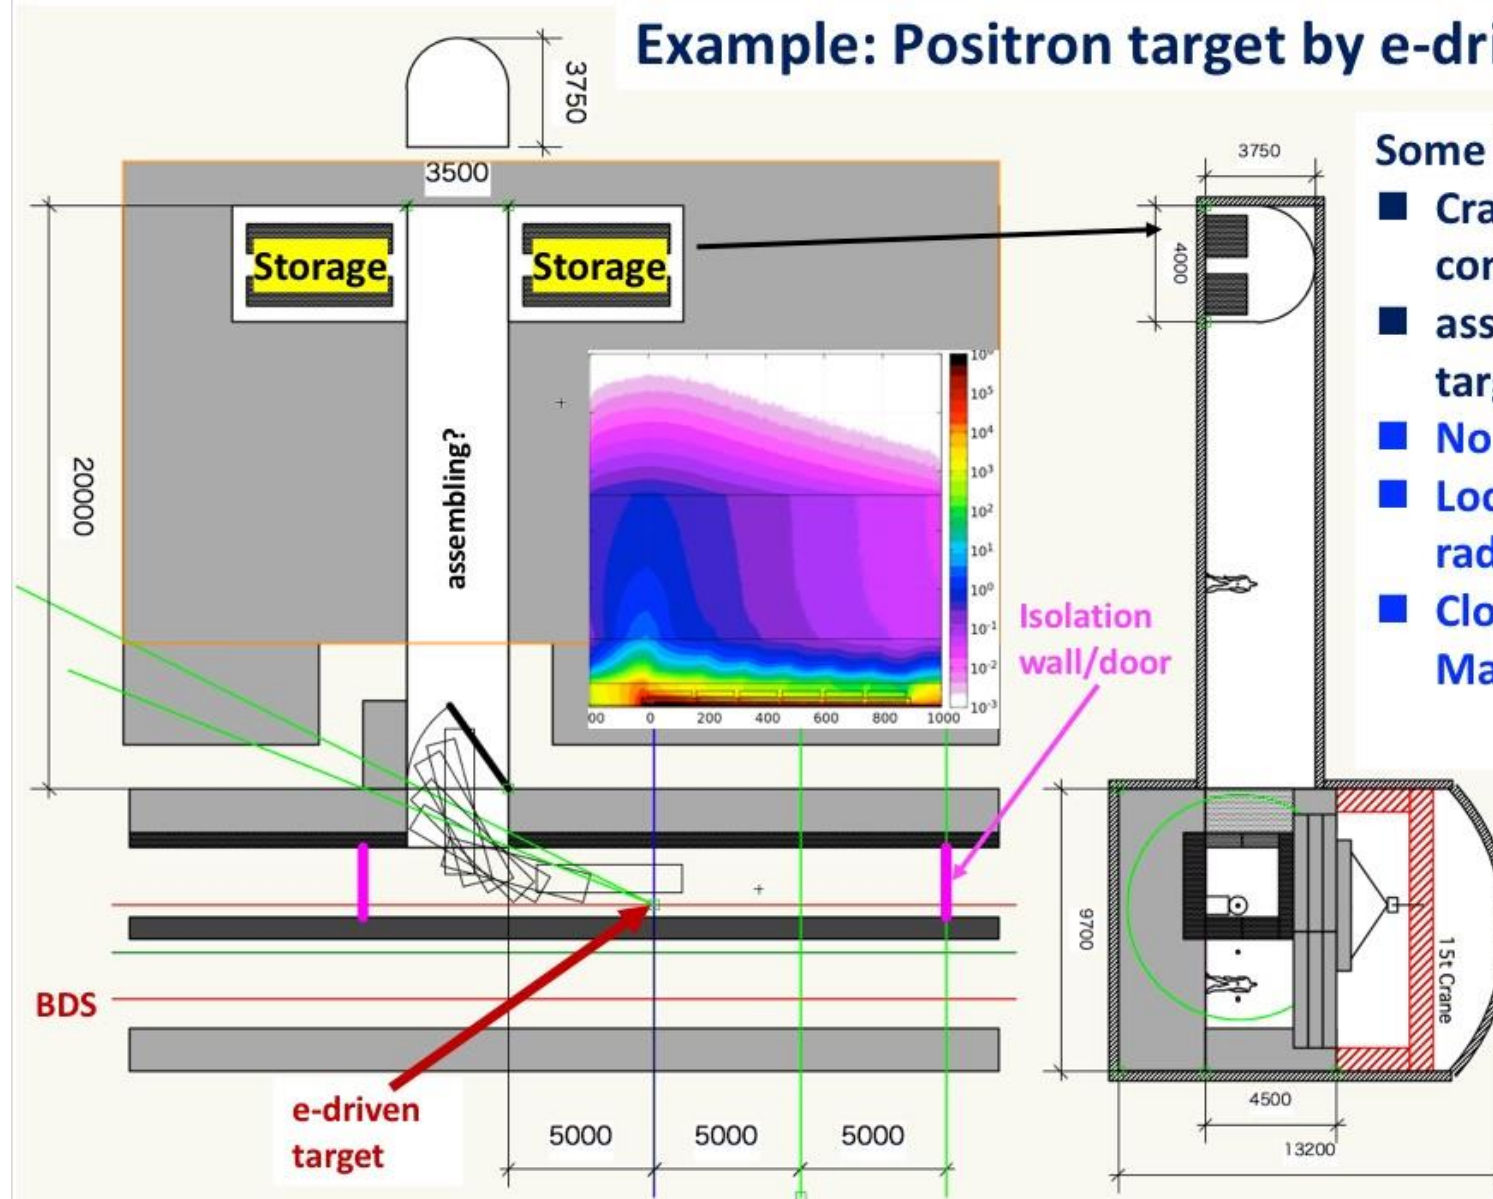 Example: Positron target by e-dri
3750
3500
Storage
Storage
20000
assembling?
10⁵
10⁴
10³
10²
10¹
10⁰
10⁻¹
10⁻²
10⁻³
00 0 200 400 600 800 1000
Isolation
wall/door
BDS
e-driven
target
5000 5000 5000
3750
4000
9700
15t Crane
4500
13200
Some
Cra
con
ass
targ
No
Loc
rad
Clo
Ma